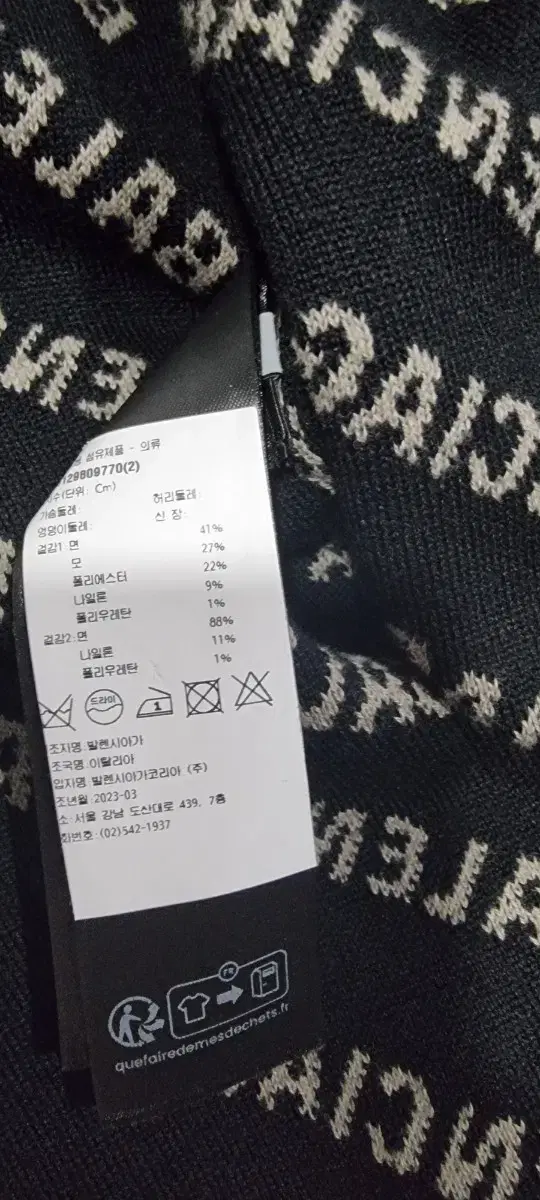 섬유제품 - 의류
129809770(2)
수(단위: Cm)
가슴둘레: 허리둘레:
엉덩이둘레: 신 장:
겉감1:면 41%
모 27%
폴리에스터 22%
나일론 9%
폴리우레탄 1%
겉감2:면 88%
나일론 11%
폴리우레탄 1%
드라이 1
조자명:발렌시아가
조국명:이탈리아
입자명:발렌시아가코리아 (주)
조년월:2023-03
소:서울 강남 도산대로 439, 7층
화번호:(02)542-1937
FR
quefairedemesdechets.fr